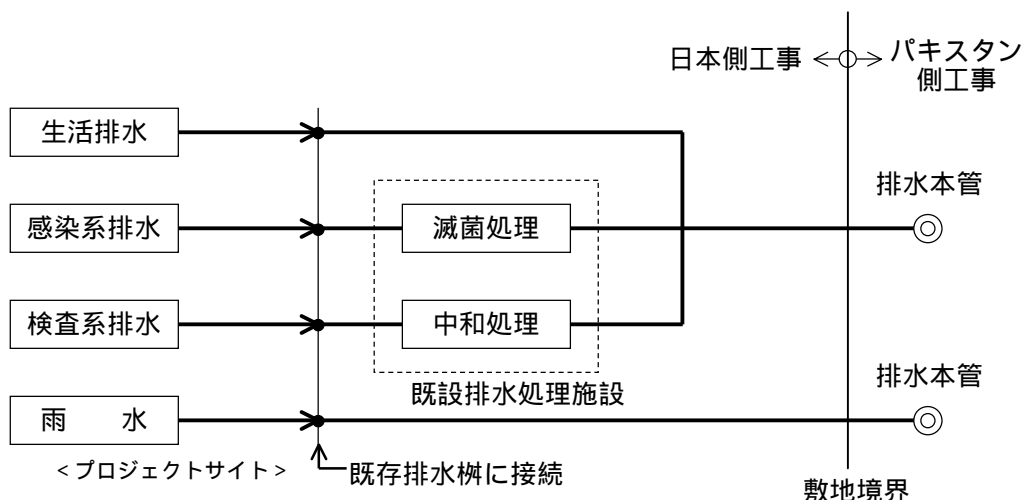 日本側工事
パキスタン
側工事
生活排水
排水本管
感染系排水
滅菌処理
検査系排水
中和処理
既設排水処理施設
排水本管
雨　　水
<プロジェクトサイト>
既存排水桝に接続
敷地境界